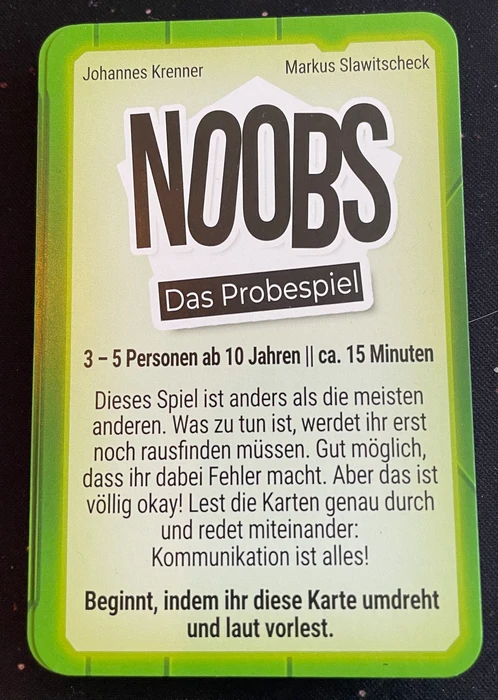 Johannes Krenner
Markus Slawitscheck
NOOBS
Das Probespiel
3 – 5 Personen ab 10 Jahren || ca. 15 Minuten
Dieses Spiel ist anders als die meisten
anderen. Was zu tun ist, werdet ihr erst
noch rausfinden müssen. Gut möglich,
dass ihr dabei Fehler macht. Aber das ist
völlig okay! Lest die Karten genau durch
und redet miteinander:
Kommunikation ist alles!
Beginnt, indem ihr diese Karte umdreht
und laut vorlest.